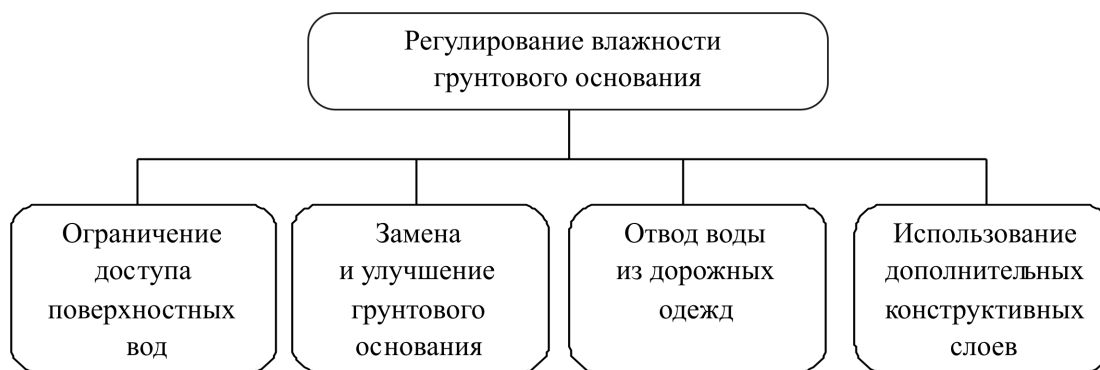 Регулирование влажности
грунтового основания
Ограничение
доступа
поверхностных
вод
Замена
и улучшение
грунтового
основания
Отвод воды
из дорожных
одежд
Использование
дополнительных
конструктивных
слоев